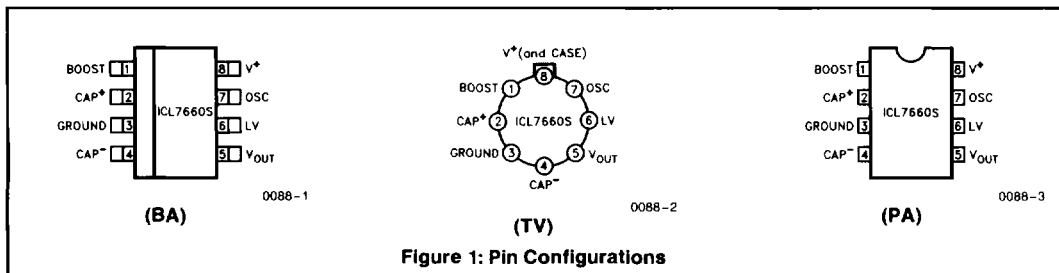 BOOST 1 8 V+
CAP+ 2 7 OSC
ICL7660S
GROUND 3 6 LV
CAP- 4 5 VOUT
0088-1
(BA)
V+(and CASE)
8
BOOST 1 7 OSC
CAP+ 2 ICL7660S 6 LV
GROUND 3 5 VOUT
4
CAP-
0088-2
(TV)
BOOST 1 8 V+
CAP+ 2 7 OSC
ICL7660S
GROUND 3 6 LV
CAP- 4 5 VOUT
0088-3
(PA)
Figure 1: Pin Configurations